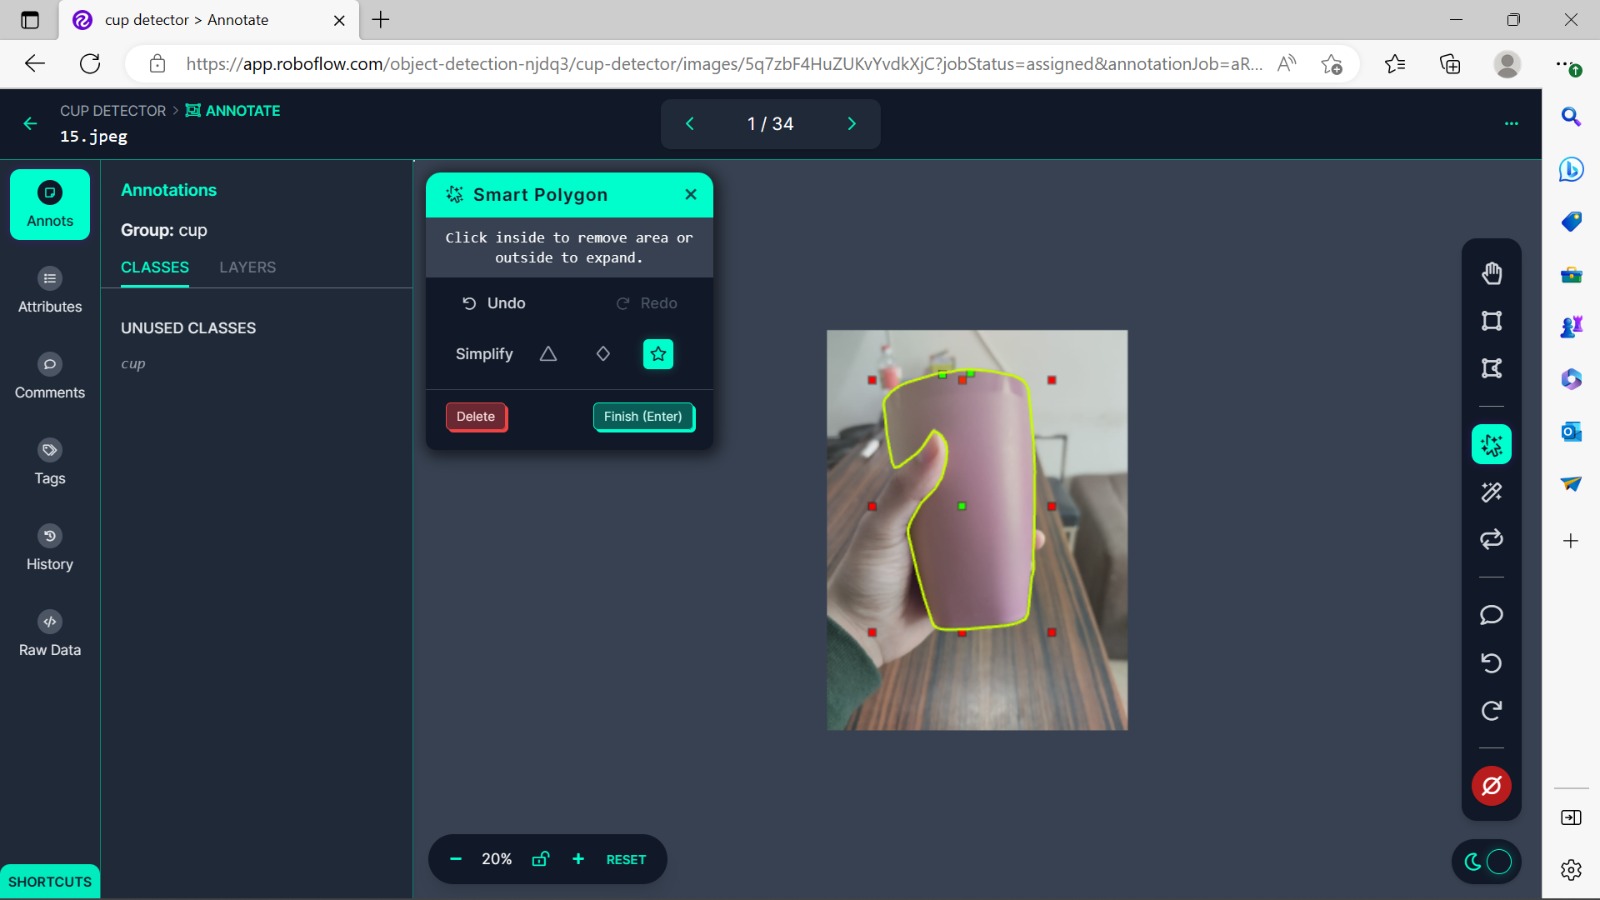 cup detector > Annotate
https://app.roboflow.com/object-detection-njdq3/cup-detector/images/5q7zbF4HuZUKvYvdkXjC?jobStatus=assigned&annotationJob=aR...
CUP DETECTOR > ANNOTATE
15.jpeg
1 / 34
Annots
Attributes
Comments
Tags
History
Raw Data
SHORTCUTS
Annotations
Group: cup
CLASSES LAYERS
UNUSED CLASSES
cup
Smart Polygon
Click inside to remove area or
outside to expand.
Undo Redo
Simplify
Delete Finish (Enter)
20% RESET